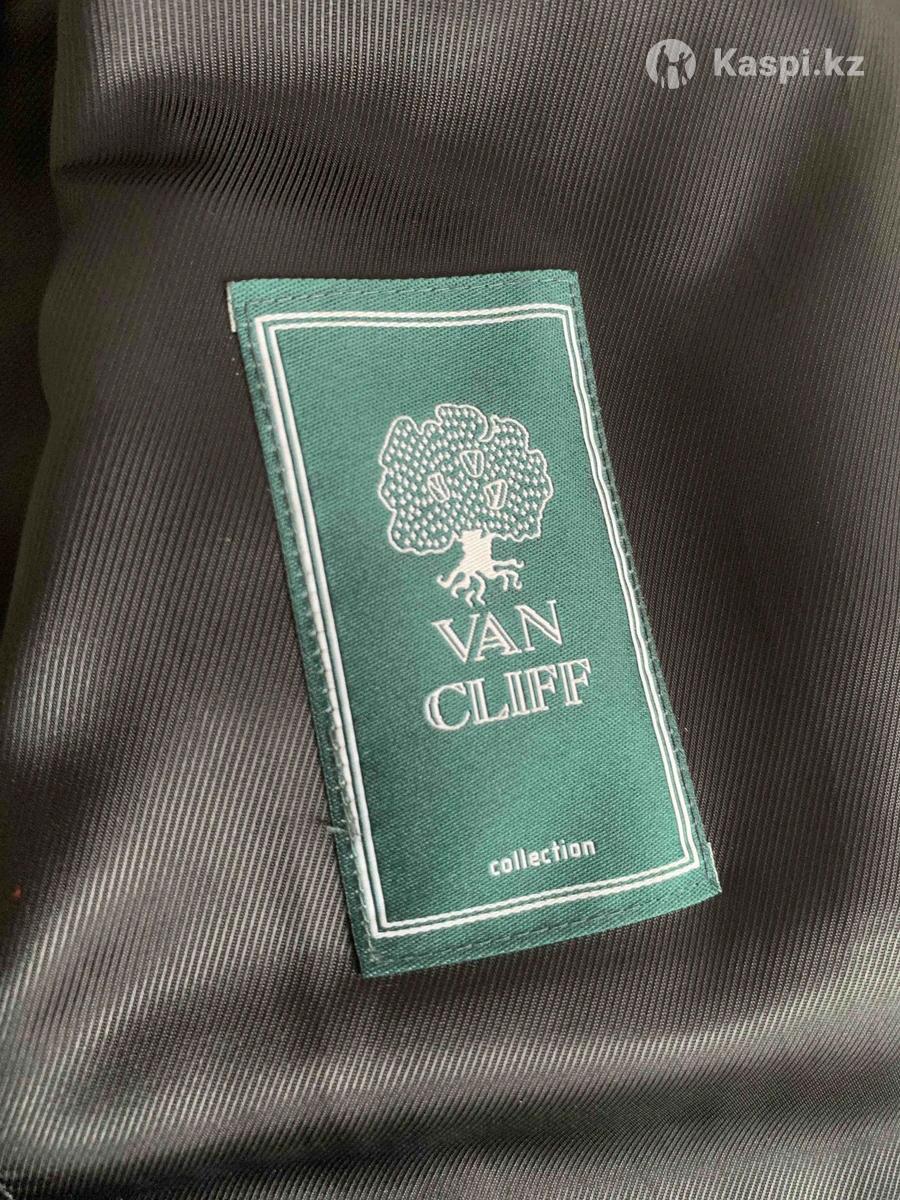 Kaspi.kz
VAN
CLIFF
collection